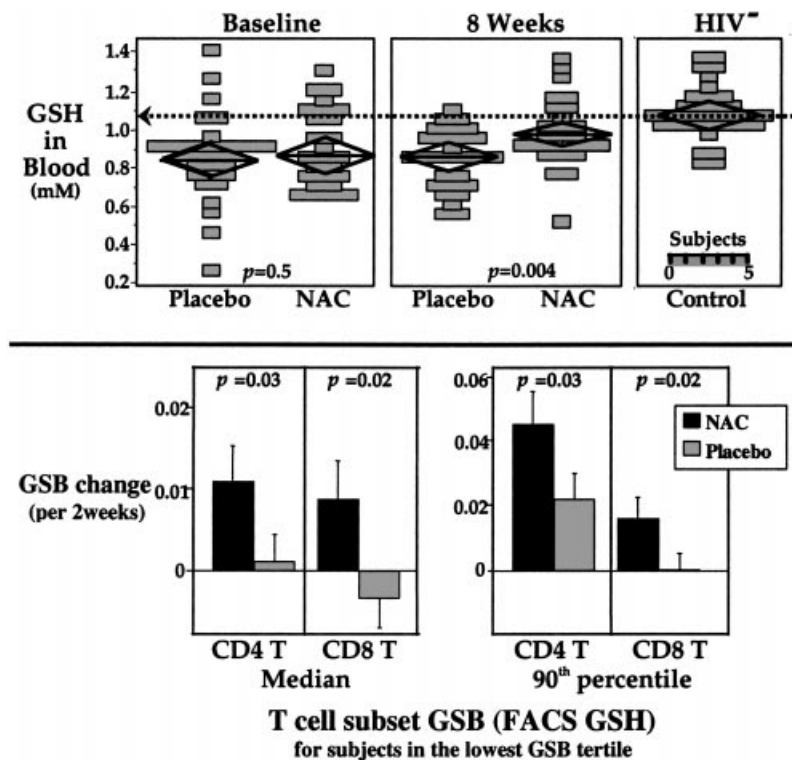 Baseline 8 Weeks HIV⁻
1.4
1.2
GSH
in
Blood
(mM)
1.0
0.8
0.6
0.4
0.2
p=0.5
p=0.004
Subjects
0 5
Placebo NAC
Placebo NAC
Control
p =0.03 p =0.02
0.02
0.01
0
p =0.03 p =0.02
0.06
0.04
0.02
0
NAC
Placebo
GSB change
(per 2weeks)
CD4 T CD8 T
Median
CD4 T CD8 T
90th percentile
T cell subset GSB (FACS GSH)
for subjects in the lowest GSB tertile